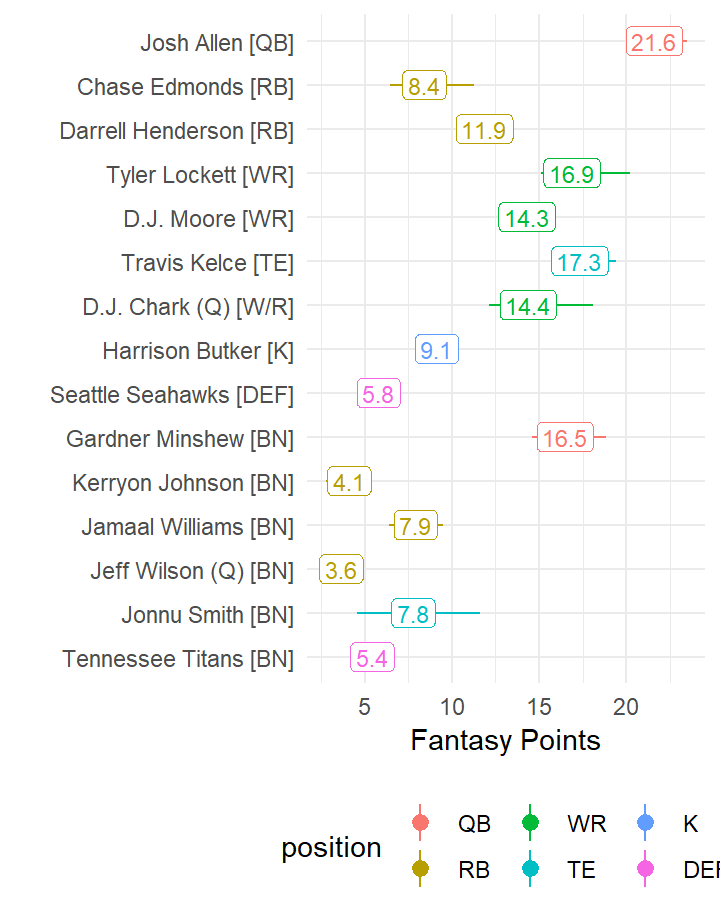 Josh Allen [QB] 21.6
Chase Edmonds [RB] 8.4
Darrell Henderson [RB] 11.9
Tyler Lockett [WR] 16.9
D.J. Moore [WR] 14.3
Travis Kelce [TE] 17.3
D.J. Chark (Q) [W/R] 14.4
Harrison Butker [K] 9.1
Seattle Seahawks [DEF] 5.8
Gardner Minshew [BN] 16.5
Kerryon Johnson [BN] 4.1
Jamaal Williams [BN] 7.9
Jeff Wilson (Q) [BN] 3.6
Jonnu Smith [BN] 7.8
Tennessee Titans [BN] 5.4
5 10 15 20
Fantasy Points
position
QB WR K
RB TE DEF